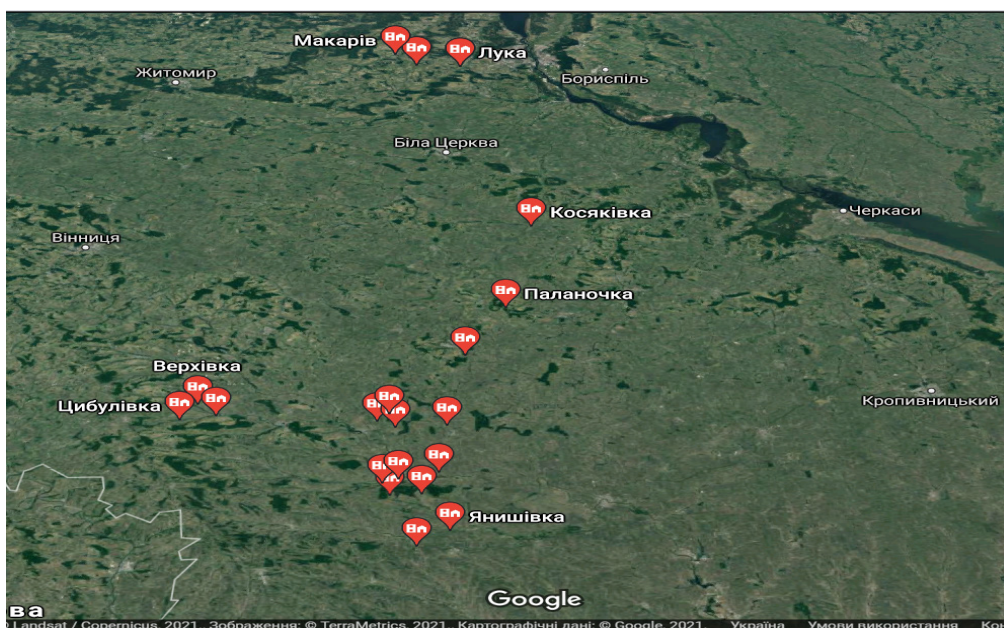 Макарів
Лука
Житомир
Бориспіль
Біла Церква
Косяківка
Черкаси
Вінниця
Паланочка
Верхівка
Цибулівка
Кропивницький
Янишівка
Google
ва
Landsat / Copernicus, 2021., Зображення: © TerraMetrics, 2021., Картографічні дані: © Google, 2021. Україна Умови використання